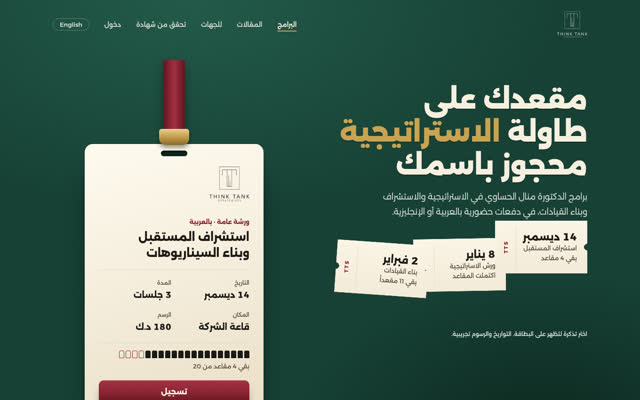 THINK TANK
البرامج
المقالات
للجهات
تحقق من شهادة
دخول
English
مقعدك على
طاولة الاستراتيجية
محجوز باسمك
برامج الدكتورة منال الحساوي في الاستراتيجية والاستشراف
وبناء القيادات، في دفعات حضورية بالعربية أو الإنجليزية.
14 ديسمبر
استشراف المستقبل
بقي 4 مقاعد
TTS
8 يناير
ورش الاستراتيجية
اكتملت المقاعد
2 فبراير
بناء القيادات
بقي 11 مقعداً
TTS
اختر تذكرة لتظهر على البطاقة. التواريخ والرسوم تجريبية.
THINK TANK
ورشة عامة · بالعربية
استشراف المستقبل
وبناء السيناريوهات
التاريخ
14 ديسمبر
المدة
3 جلسات
المكان
قاعة الشركة
الرسم
180 د.ك
بقي 4 مقاعد من 20
تسجيل